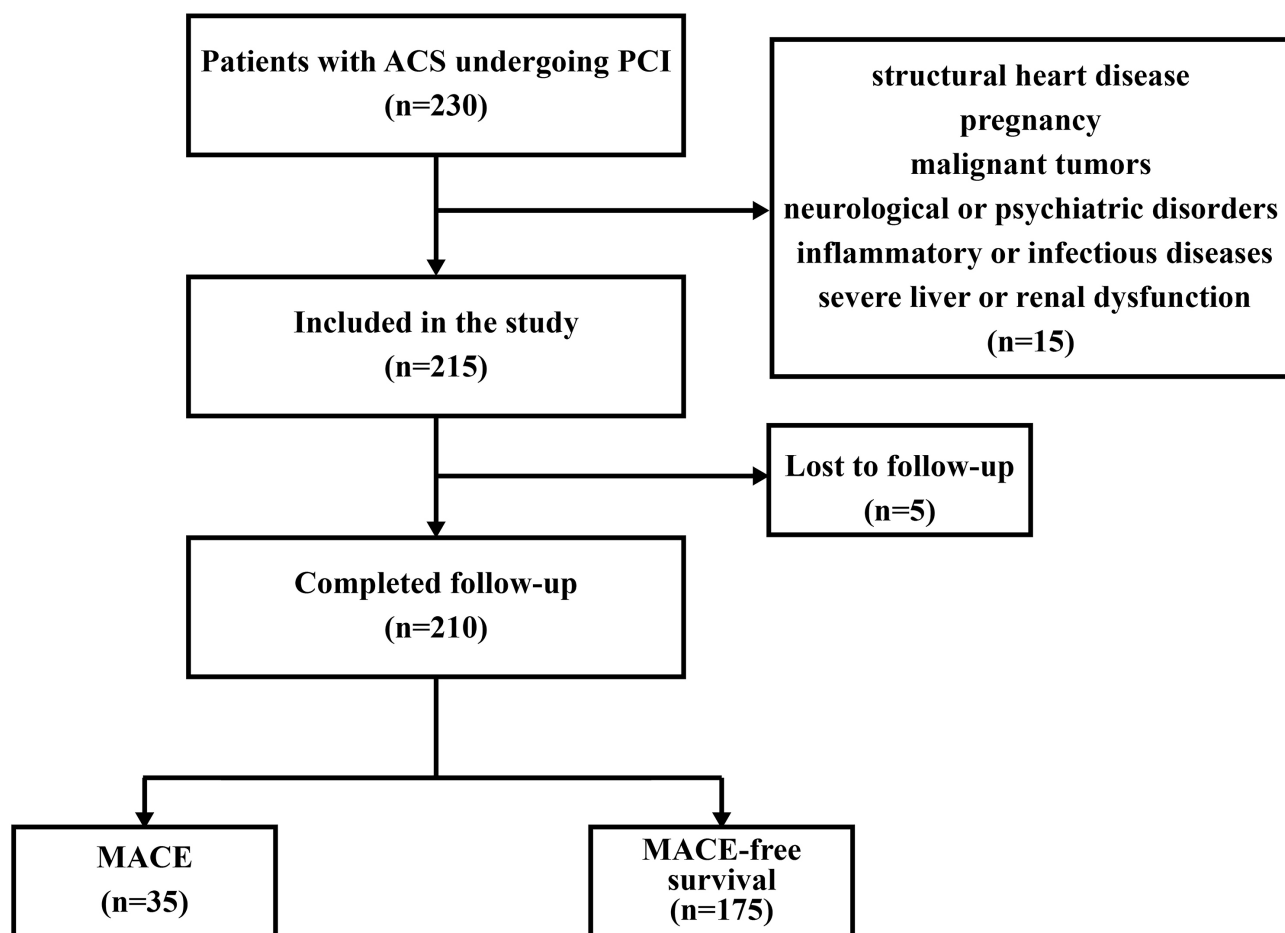 Patients with ACS undergoing PCI
(n=230)
structural heart disease
pregnancy
malignant tumors
neurological or psychiatric disorders
inflammatory or infectious diseases
severe liver or renal dysfunction
(n=15)
Included in the study
(n=215)
Lost to follow-up
(n=5)
Completed follow-up
(n=210)
MACE
(n=35)
MACE-free
survival
(n=175)